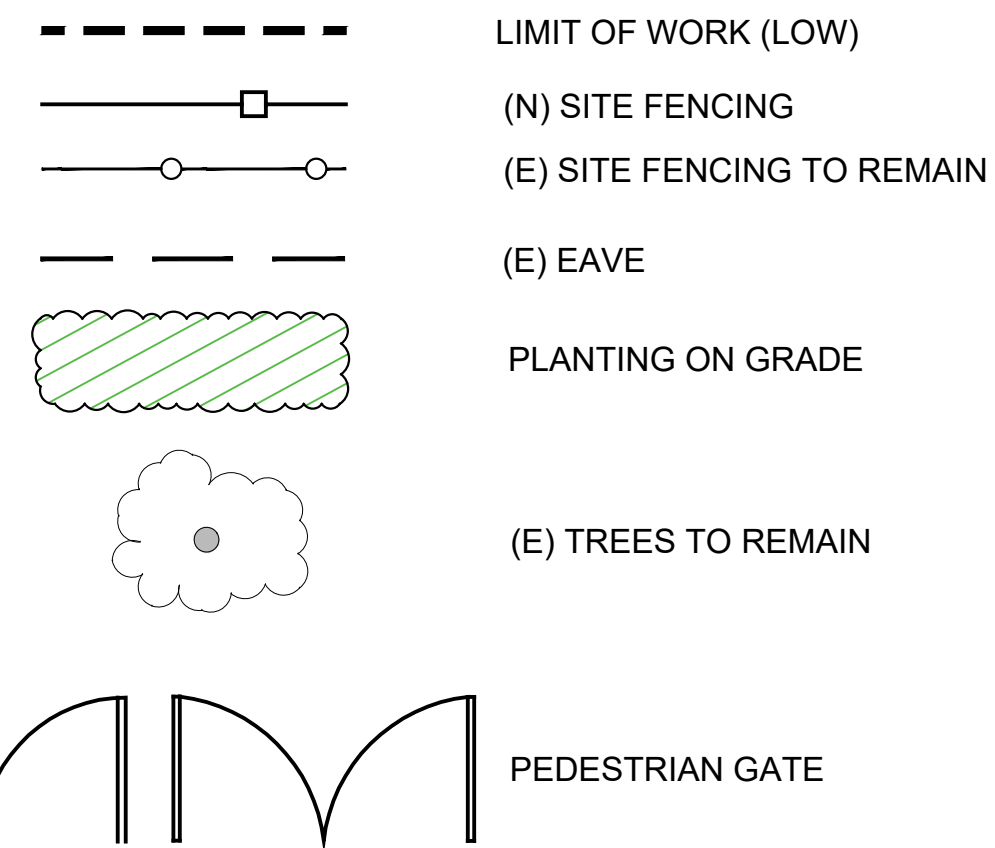 LIMIT OF WORK (LOW)
(N) SITE FENCING
(E) SITE FENCING TO REMAIN
(E) EAVE
PLANTING ON GRADE
(E) TREES TO REMAIN
PEDESTRIAN GATE